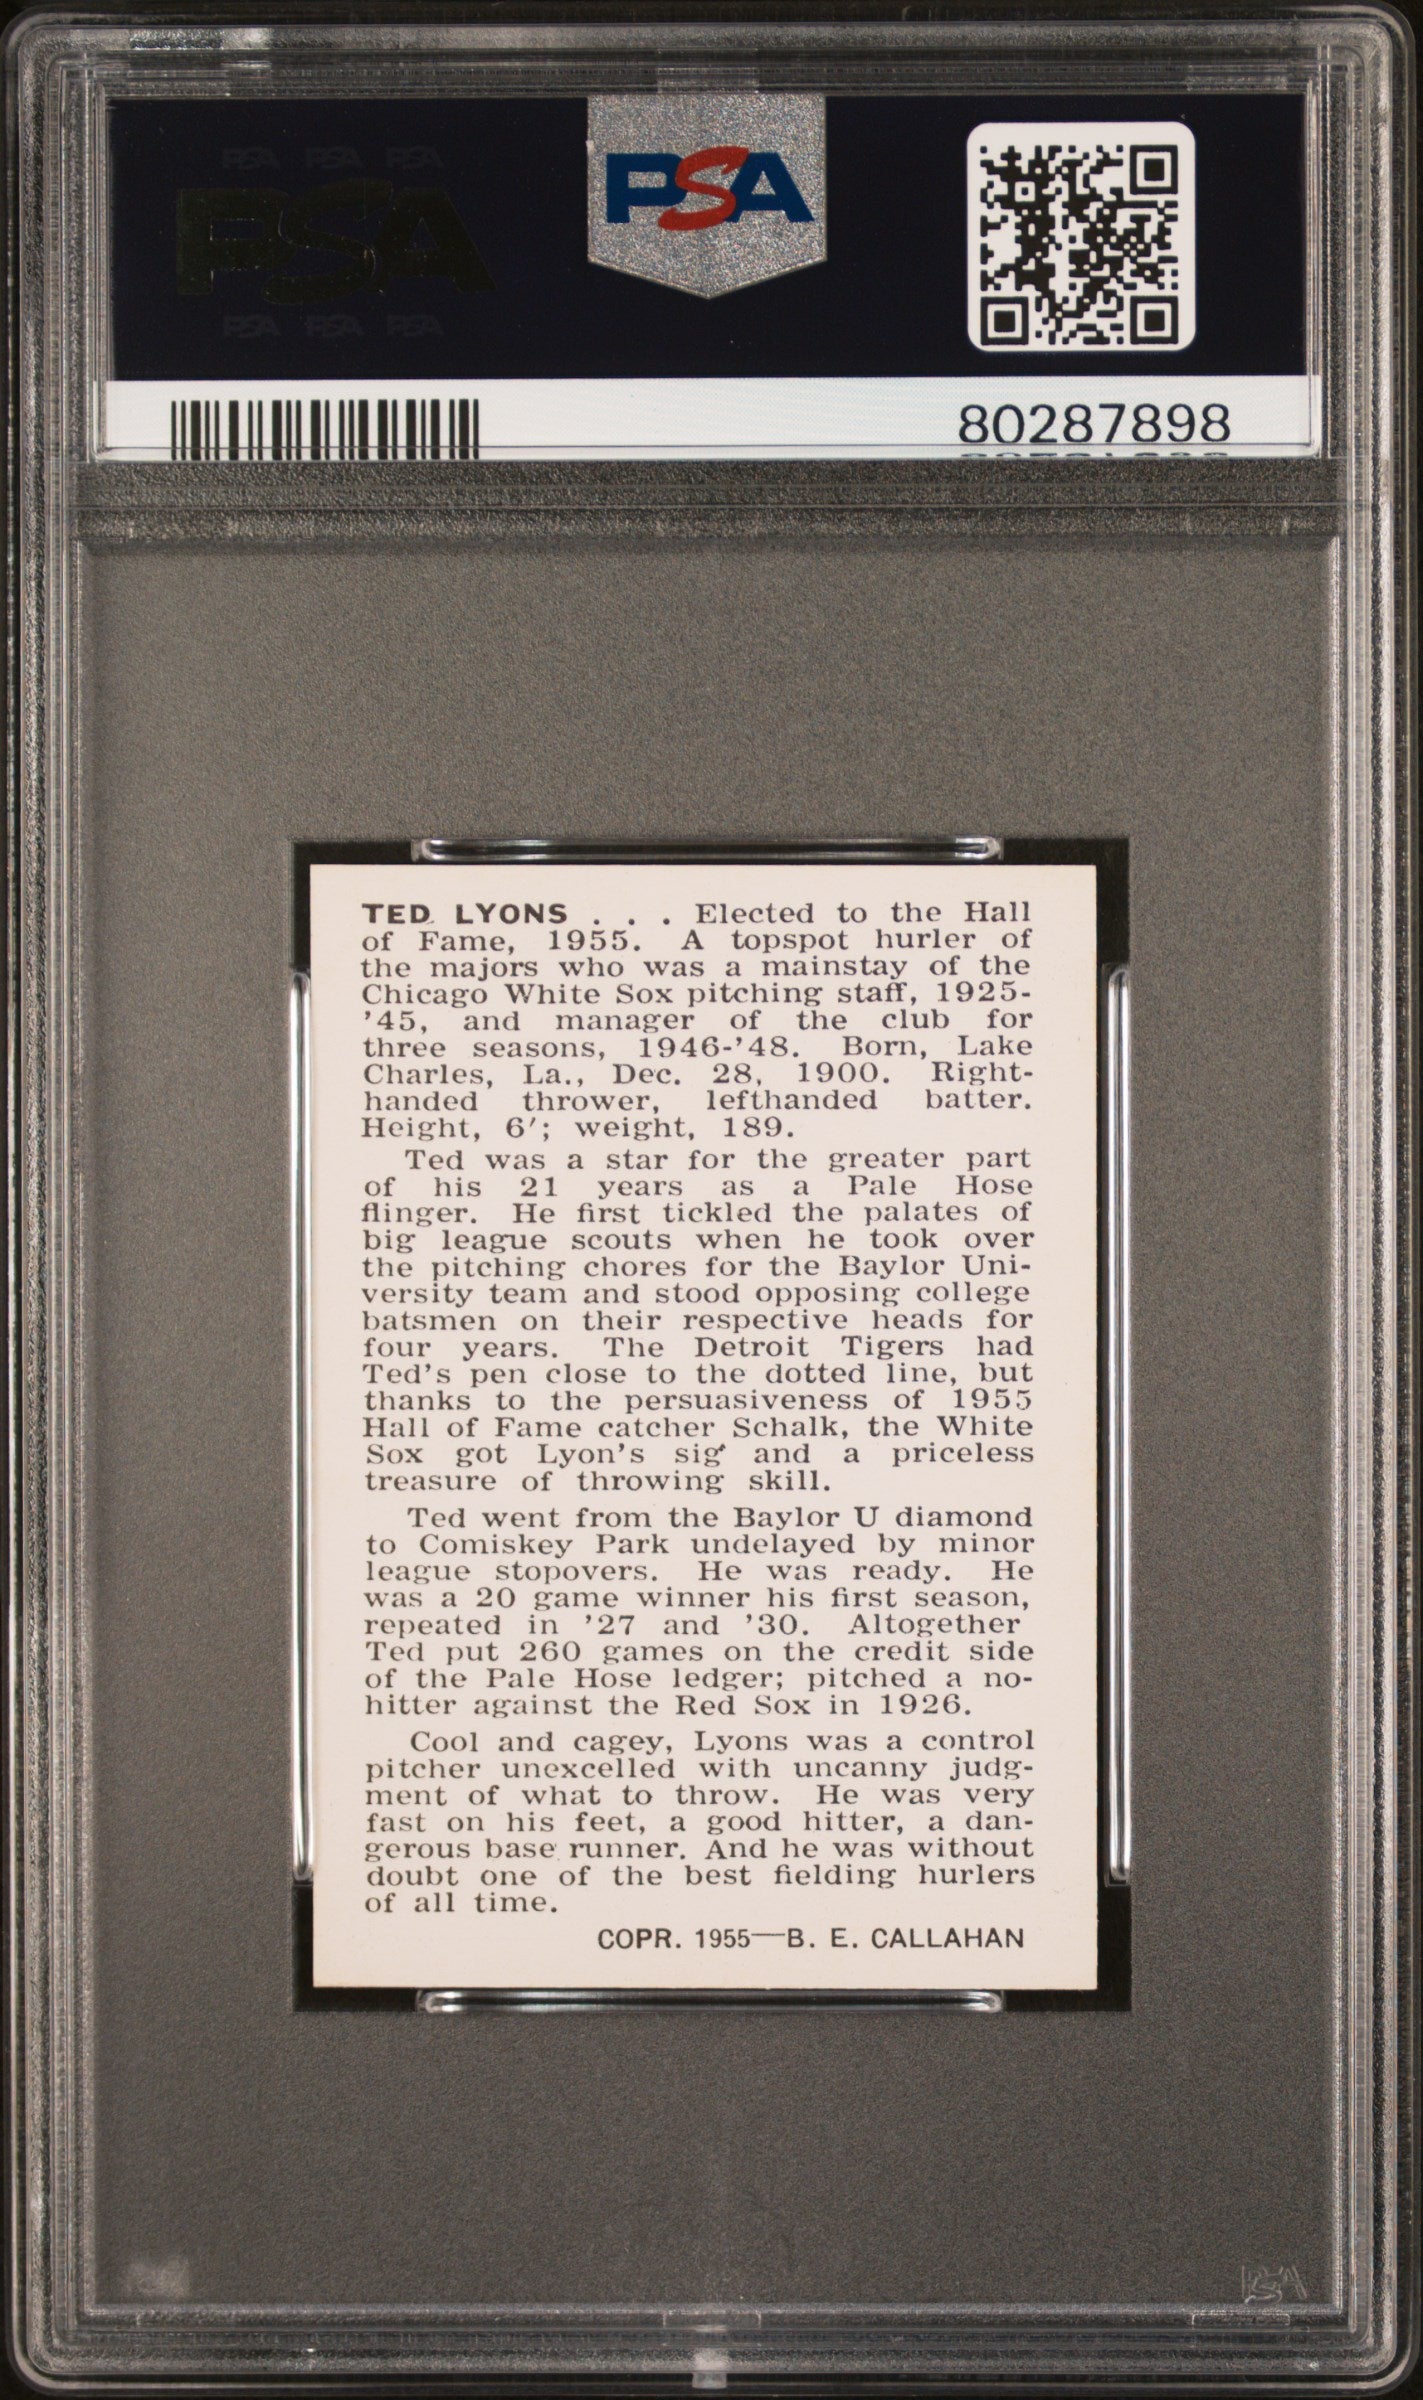 PSA PSA PSA
PSA
PSA PSA PSA
PSA
80287898
TED LYONS . . . Elected to the Hall
of Fame, 1955. A topspot hurler of
the majors who was a mainstay of the
Chicago White Sox pitching staff, 1925-
'45, and manager of the club for
three seasons, 1946-'48. Born, Lake
Charles, La., Dec. 28, 1900. Right-
handed thrower, lefthanded batter.
Height, 6'; weight, 189.
Ted was a star for the greater part
of his 21 years as a Pale Hose
flinger. He first tickled the palates of
big league scouts when he took over
the pitching chores for the Baylor Uni-
versity team and stood opposing college
batsmen on their respective heads for
four years. The Detroit Tigers had
Ted's pen close to the dotted line, but
thanks to the persuasiveness of 1955
Hall of Fame catcher Schalk, the White
Sox got Lyon's sig' and a priceless
treasure of throwing skill.
Ted went from the Baylor U diamond
to Comiskey Park undelayed by minor
league stopovers. He was ready. He
was a 20 game winner his first season,
repeated in '27 and '30. Altogether
Ted put 260 games on the credit side
of the Pale Hose ledger; pitched a no-
hitter against the Red Sox in 1926.
Cool and cagey, Lyons was a control
pitcher unexcelled with uncanny judg-
ment of what to throw. He was very
fast on his feet, a good hitter, a dan-
gerous base runner. And he was without
doubt one of the best fielding hurlers
of all time.
COPR. 1955—B. E. CALLAHAN
PSA